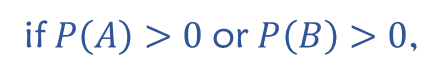 if P(A) > 0 or P(B) > 0,